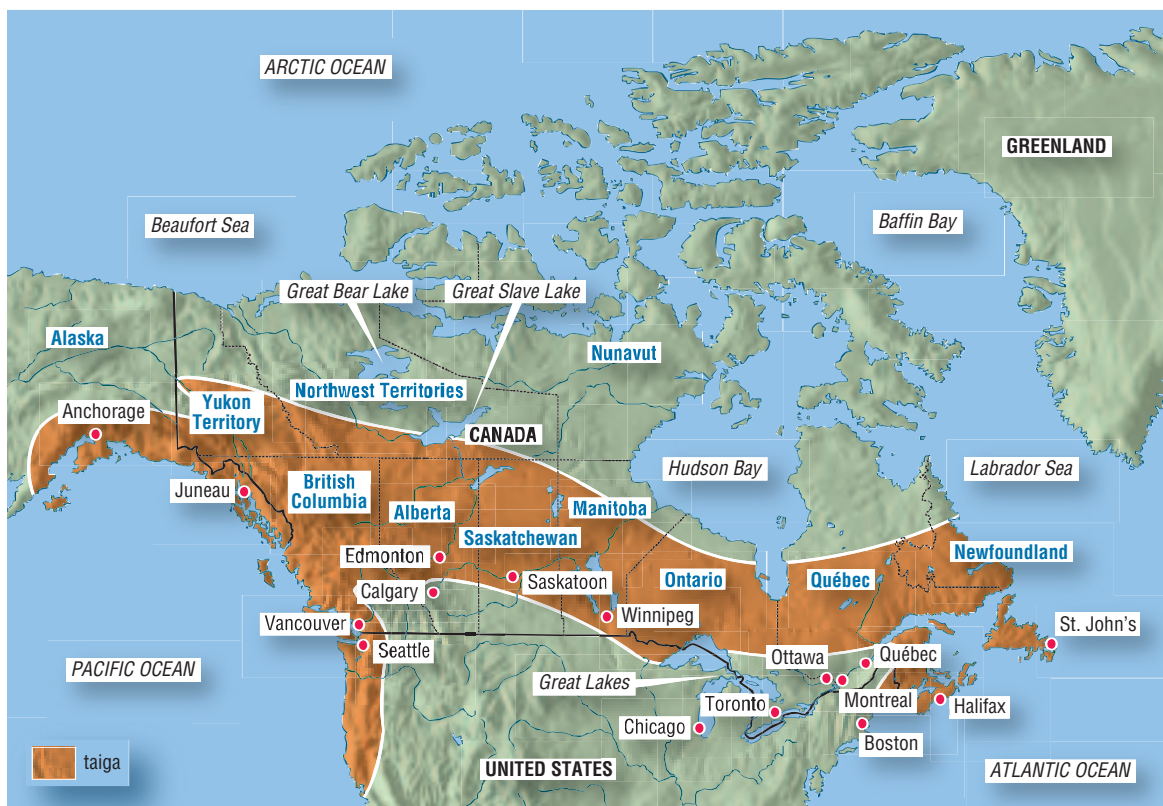 ARCTIC OCEAN
GREENLAND
Beaufort Sea
Baffin Bay
Great Bear Lake
Great Slave Lake
Alaska
Nunavut
Northwest Territories
Yukon
Territory
Anchorage
CANADA
Hudson Bay
Labrador Sea
Juneau
British
Columbia
Alberta
Manitoba
Saskatchewan
Edmonton
Newfoundland
Ontario
Québec
Saskatoon
Calgary
Winnipeg
Vancouver
St. John's
Seattle
Ottawa
Québec
PACIFIC OCEAN
Great Lakes
Montreal
Halifax
Toronto
Chicago
Boston
taiga
UNITED STATES
ATLANTIC OCEAN